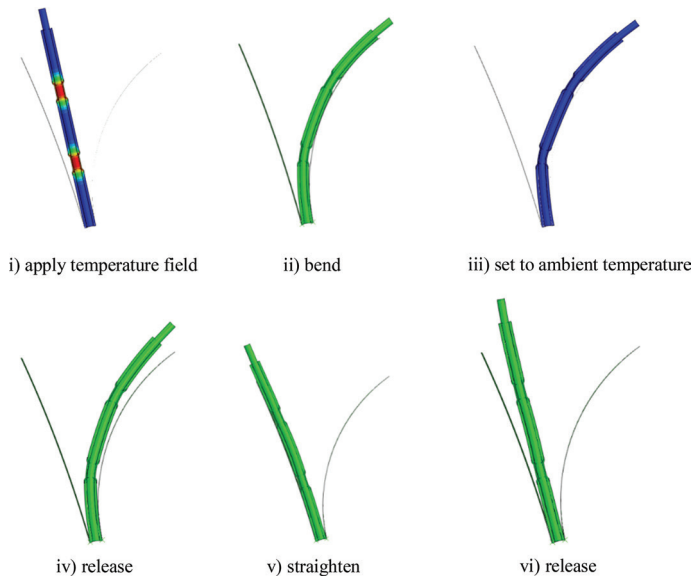 i) apply temperature field
ii) bend
iii) set to ambient temperature
iv) release
v) straighten
vi) release